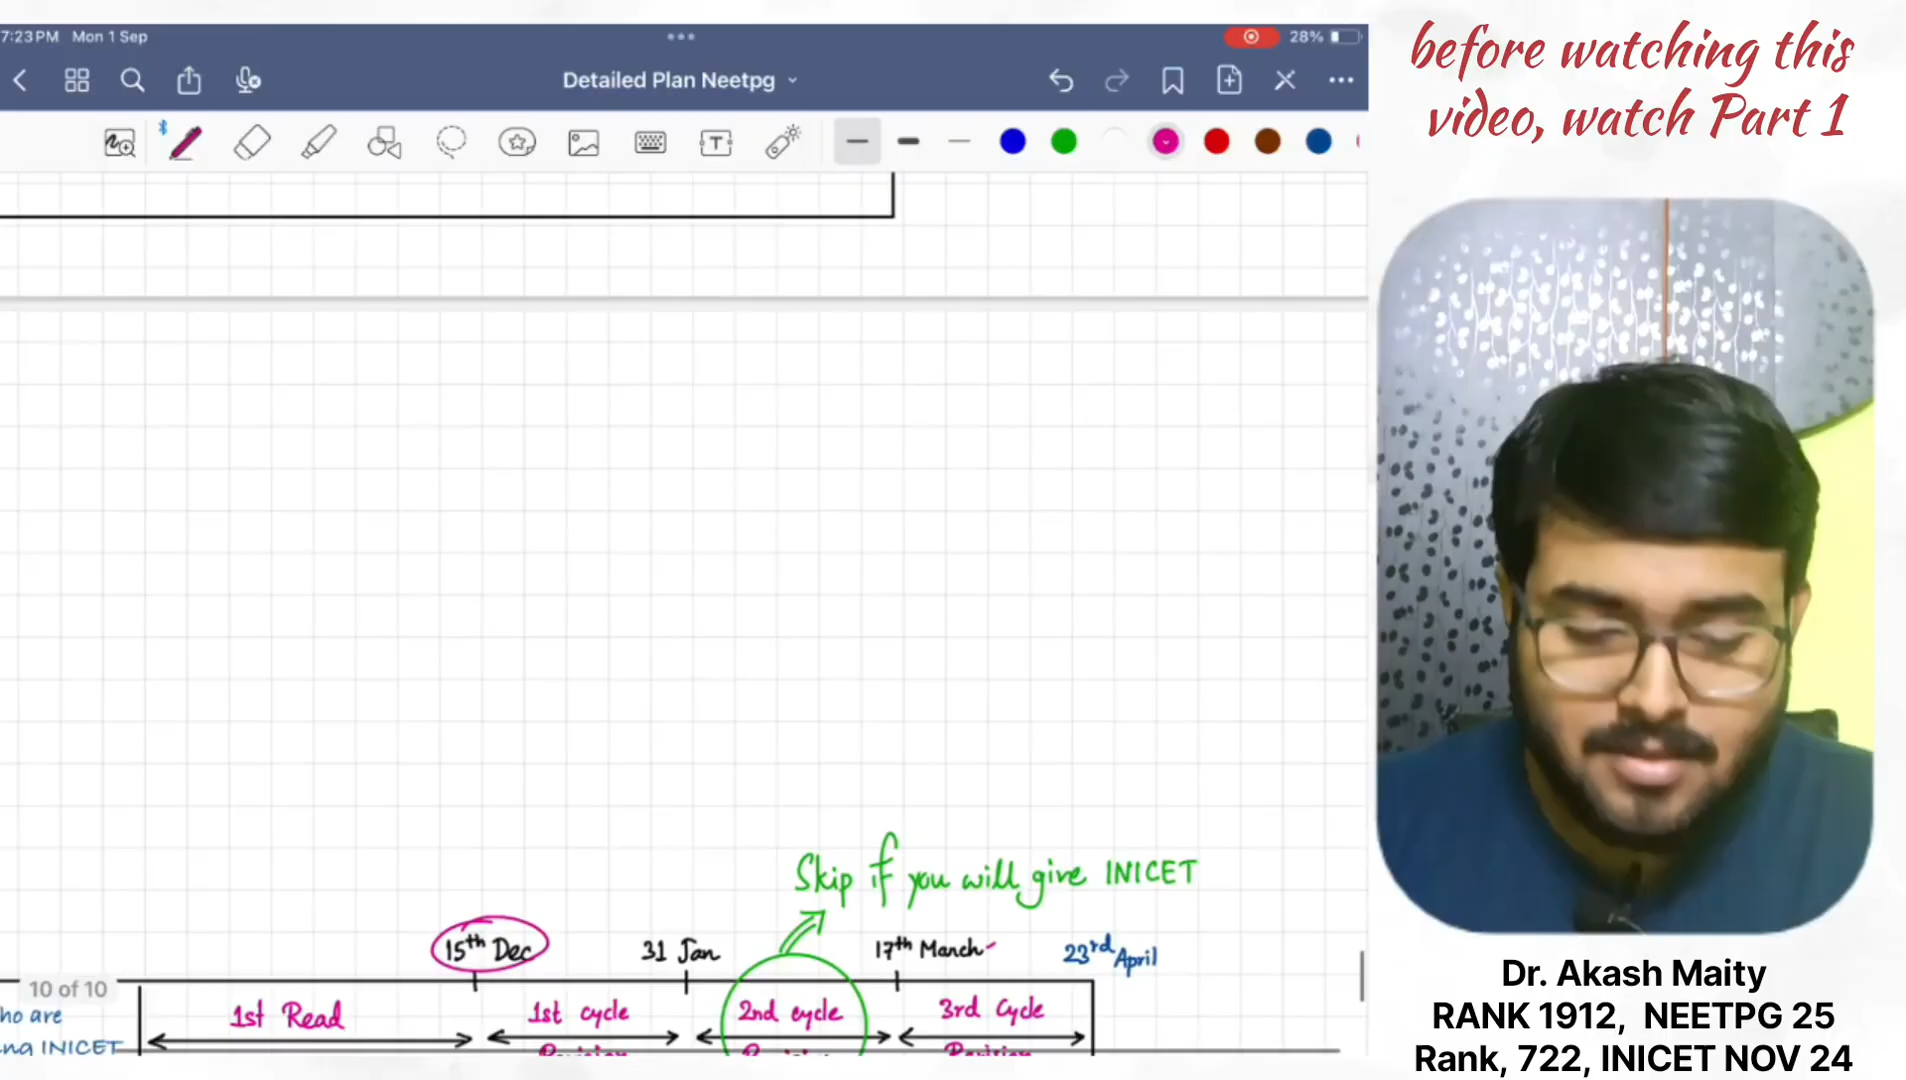 7:23 PM Mon 1 Sep
28%
Detailed Plan Neetpg
T
before watching this
video, watch Part 1
Skip if you will give INICET
15th Dec
31 Jan
17th March
23rd April
10 of 10
1st Read
1st cycle
2nd cycle
3rd Cycle
ho are
ng INICET
Revision
Revision
Dr. Akash Maity
RANK 1912, NEETPG 25
Rank, 722, INICET NOV 24